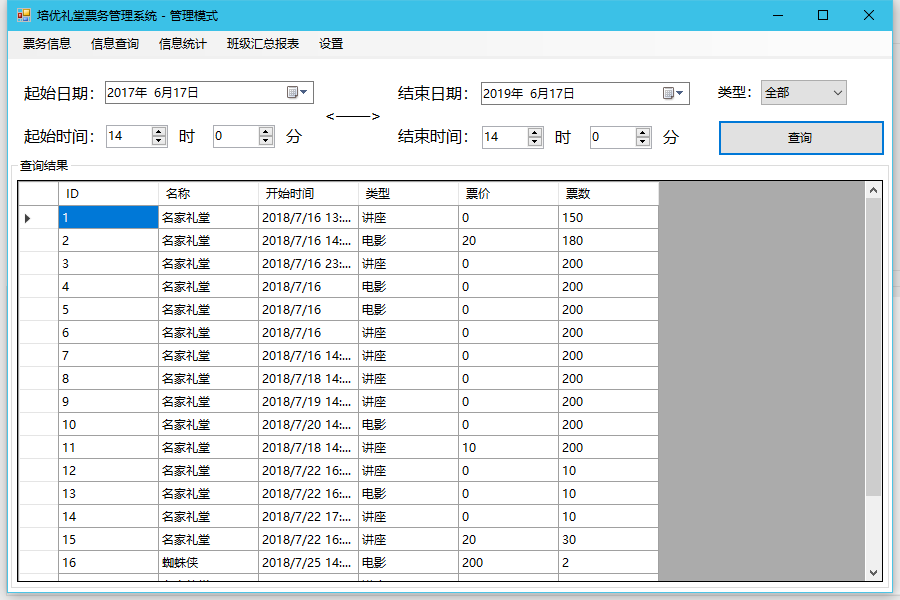 培优礼堂票务管理系统 - 管理模式
票务信息 信息查询 信息统计 班级汇总报表 设置
起始日期: 2017年 6月17日 结束日期: 2019年 6月17日 类型: 全部
<——>
起始时间: 14 时 0 分 结束时间: 14 时 0 分 查询
查询结果
ID 名称 开始时间 类型 票价 票数
1 名家礼堂 2018/7/16 13:... 讲座 0 150
2 名家礼堂 2018/7/16 14:... 电影 20 180
3 名家礼堂 2018/7/16 23:... 讲座 0 200
4 名家礼堂 2018/7/16 电影 0 200
5 名家礼堂 2018/7/16 电影 0 200
6 名家礼堂 2018/7/16 讲座 0 200
7 名家礼堂 2018/7/16 14:... 讲座 0 200
8 名家礼堂 2018/7/18 14:... 讲座 0 200
9 名家礼堂 2018/7/19 14:... 讲座 0 200
10 名家礼堂 2018/7/20 14:... 电影 0 200
11 名家礼堂 2018/7/18 14:... 讲座 10 200
12 名家礼堂 2018/7/22 16:... 讲座 0 10
13 名家礼堂 2018/7/22 16:... 电影 0 10
14 名家礼堂 2018/7/22 17:... 讲座 0 10
15 名家礼堂 2018/7/22 16:... 讲座 20 30
16 蜘蛛侠 2018/7/25 14:... 电影 200 2